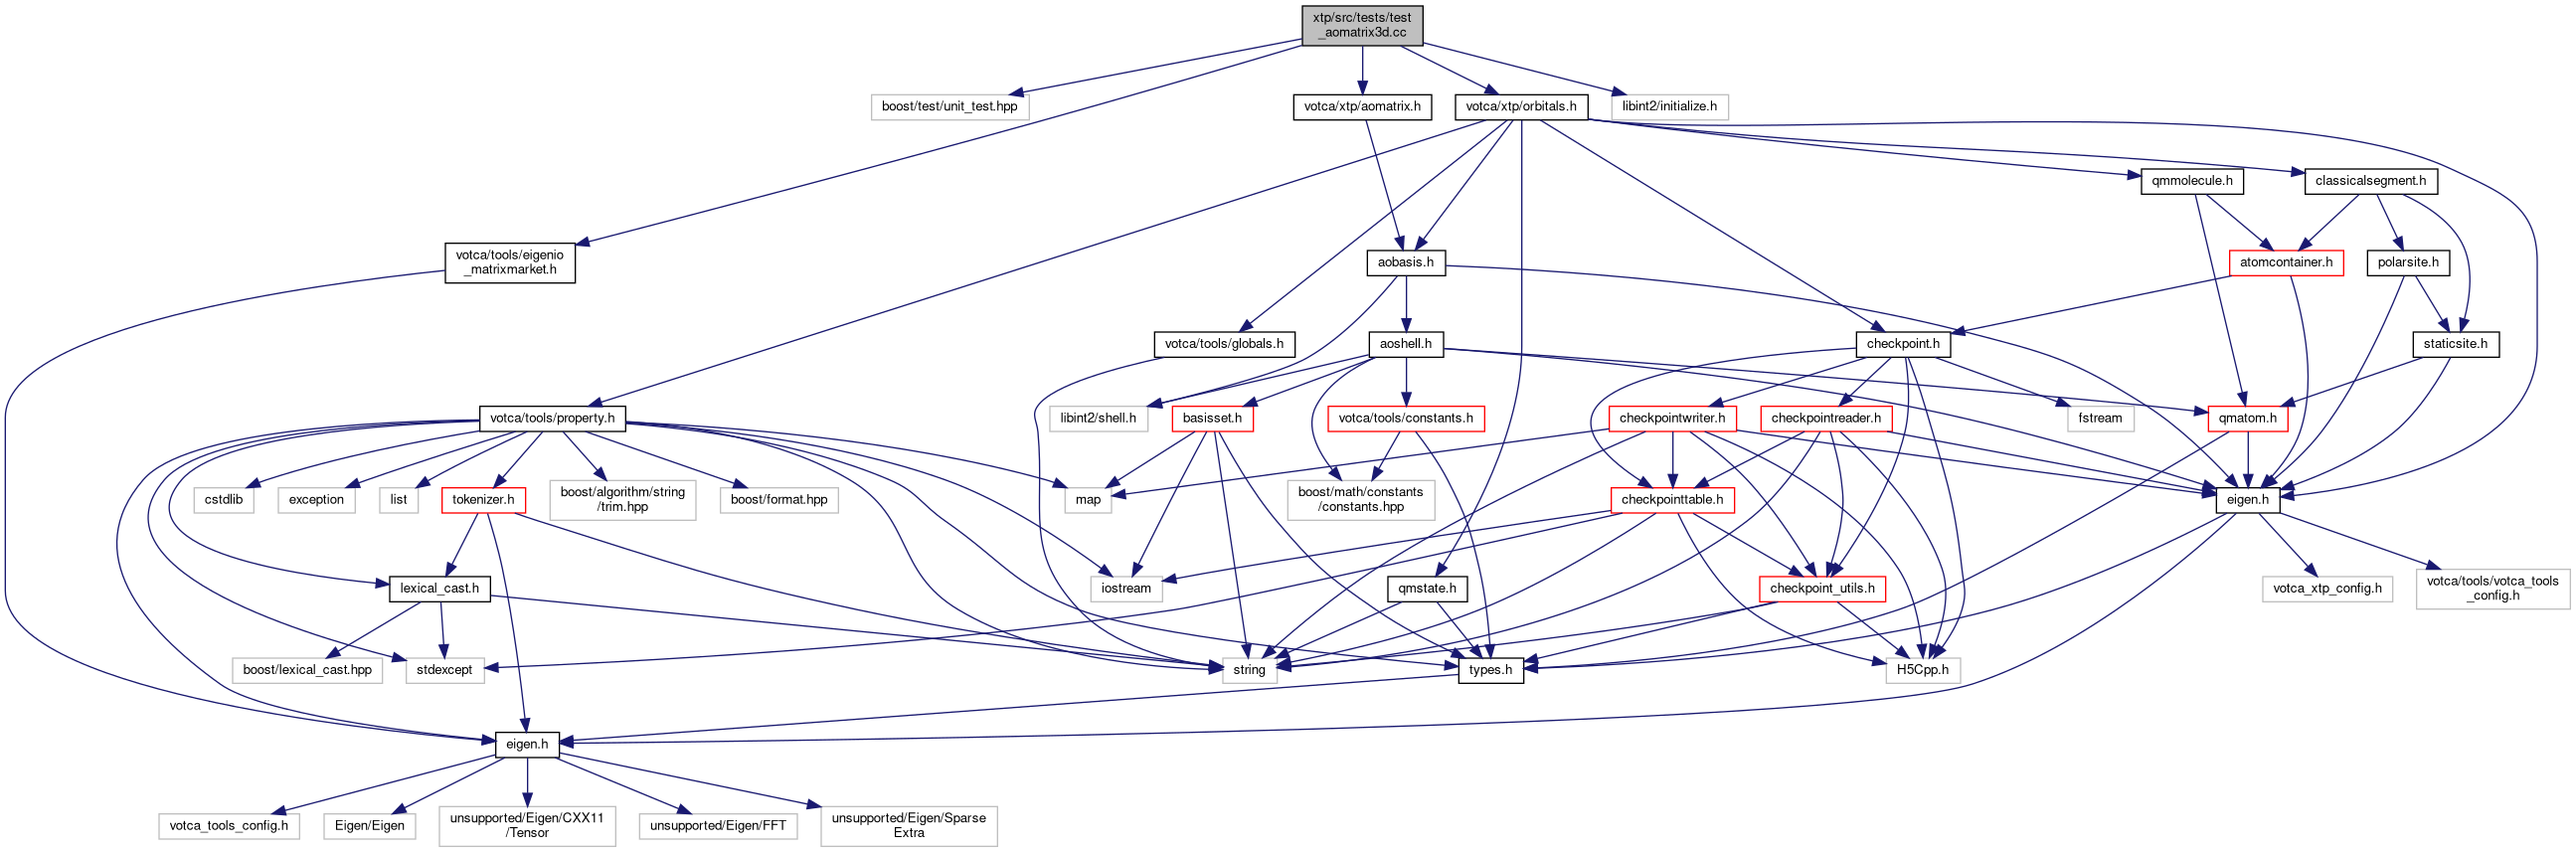 xtp/src/tests/test
_aomatrix3d.cc
boost/test/unit_test.hpp
votca/xtp/aomatrix.h
votca/xtp/orbitals.h
libint2/initialize.h
qmmolecule.h
classicalsegment.h
votca/tools/eigenio
_matrixmarket.h
aobasis.h
atomcontainer.h
polarsite.h
votca/tools/globals.h
aoshell.h
checkpoint.h
staticsite.h
votca/tools/property.h
libint2/shell.h
basisset.h
votca/tools/constants.h
checkpointwriter.h
checkpointreader.h
fstream
qmatom.h
cstdlib
exception
list
tokenizer.h
boost/algorithm/string
/trim.hpp
boost/format.hpp
map
boost/math/constants
/constants.hpp
checkpointtable.h
eigen.h
lexical_cast.h
iostream
qmstate.h
checkpoint_utils.h
votca_xtp_config.h
votca/tools/votca_tools
_config.h
boost/lexical_cast.hpp
stdexcept
string
types.h
H5Cpp.h
eigen.h
votca_tools_config.h
Eigen/Eigen
unsupported/Eigen/CXX11
/Tensor
unsupported/Eigen/FFT
unsupported/Eigen/Sparse
Extra